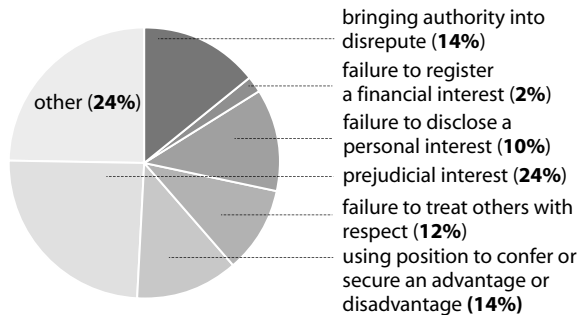 bringing authority into
disrepute (14%)
failure to register
a financial interest (2%)
other (24%)
failure to disclose a
personal interest (10%)
prejudicial interest (24%)
failure to treat others with
respect (12%)
using position to confer or
secure an advantage or
disadvantage (14%)